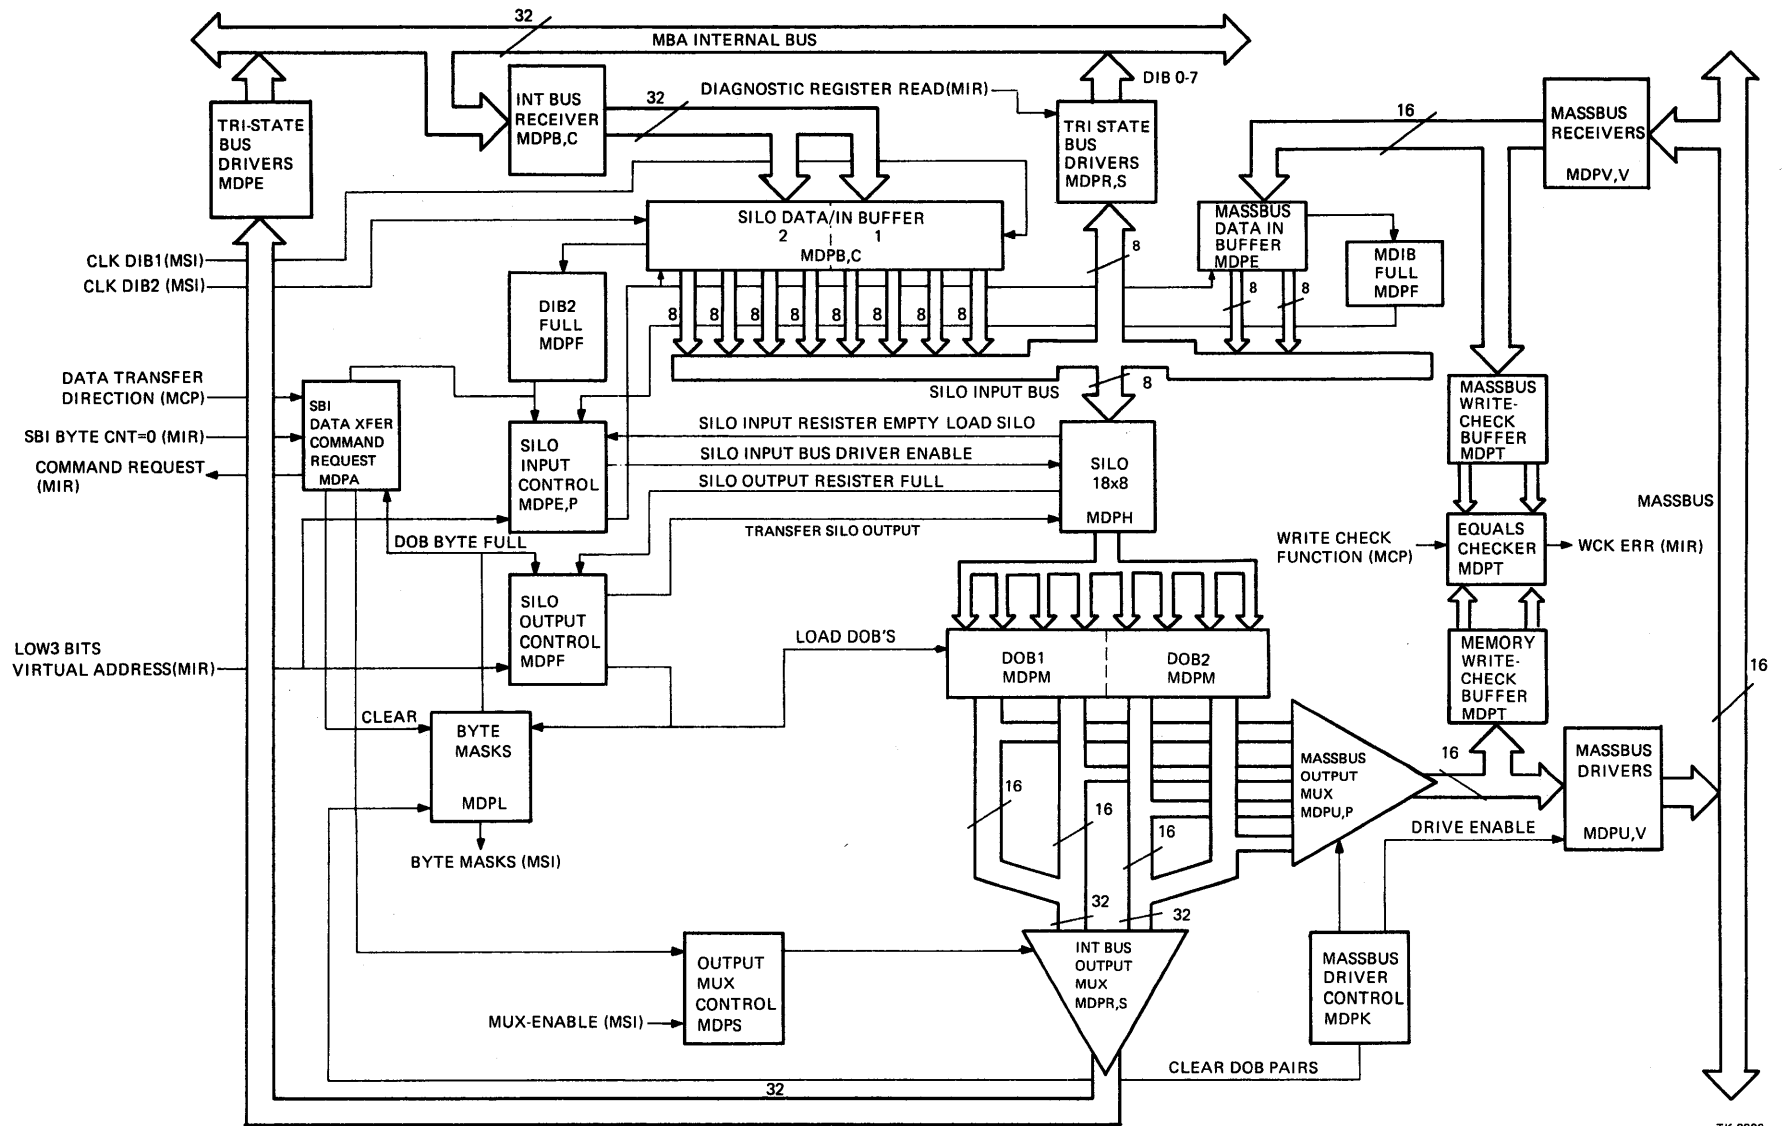 32
MBA INTERNAL BUS
TRI-STATE
BUS
DRIVERS
MDPE
INT BUS
RECEIVER
MDPB,C
32
DIAGNOSTIC REGISTER READ(MIR)
DIB 0-7
TRI STATE
BUS
DRIVERS
MDPR,S
16
MASSBUS
RECEIVERS
MDPV,V
SILO DATA IN BUFFER
2 1
MDPB,C
MASSBUS
DATA IN
BUFFER
MDPE
MDIB
FULL
MDPF
CLK DIB1(MSI)
CLK DIB2 (MSI)
DIB2
FULL
MDPF
8
8
8
8
8
8
8
8
8
8
8
DATA TRANSFER
DIRECTION (MCP)
SBI BYTE CNT=0 (MIR)
COMMAND REQUEST
(MIR)
SBI
DATA XFER
COMMAND
REQUEST
MDPA
SILO INPUT BUS
8
MASSBUS
WRITE-
CHECK
BUFFER
MDPT
SILO
INPUT
CONTROL
MDPE,P
SILO INPUT REGISTER EMPTY LOAD SILO
SILO INPUT BUS DRIVER ENABLE
SILO OUTPUT REGISTER FULL
TRANSFER SILO OUTPUT
SILO
18x8
MDPH
MASSBUS
WRITE CHECK
FUNCTION (MCP)
EQUALS
CHECKER
MDPT
WCK ERR (MIR)
DOB BYTE FULL
SILO
OUTPUT
CONTROL
MDPF
LOW3 BITS
VIRTUAL ADDRESS(MIR)
LOAD DOB'S
DOB1
MDPM
DOB2
MDPM
MEMORY
WRITE-
CHECK
BUFFER
MDPT
16
CLEAR
BYTE
MASKS
MDPL
BYTE MASKS (MSI)
16
16
16
MASSBUS
OUTPUT
MUX
MDPU,P
16
MASSBUS
DRIVERS
MDPU,V
DRIVE ENABLE
32
32
OUTPUT
MUX
CONTROL
MDPS
MUX-ENABLE (MSI)
INT BUS
OUTPUT
MUX
MDPR,S
MASSBUS
DRIVER
CONTROL
MDPK
CLEAR DOB PAIRS
32